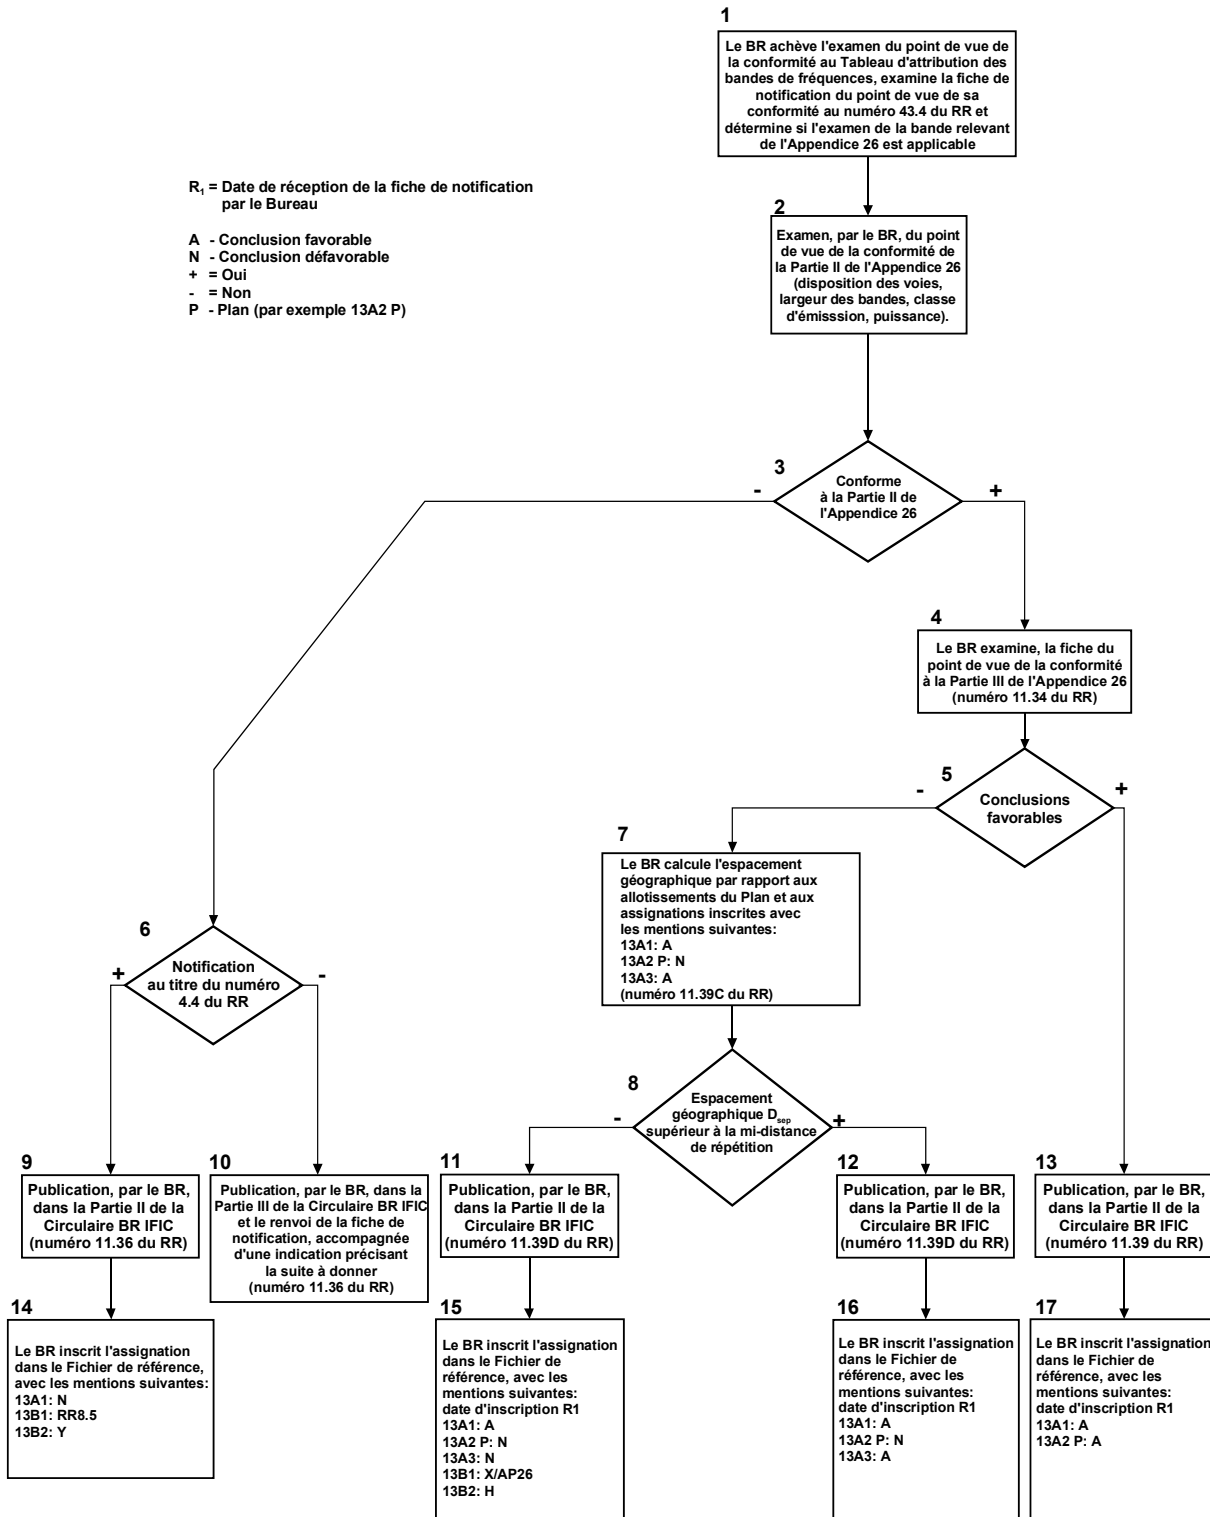 1
Le BR achève l'examen du point de vue de
la conformité au Tableau d'attribution des
bandes de fréquences, examine la fiche de
notification du point de vue de sa
conformité au numéro 43.4 du RR et
détermine si l'examen de la bande relevant
de l'Appendice 26 est applicable
R1 = Date de réception de la fiche de notification
par le Bureau
A - Conclusion favorable
N - Conclusion défavorable
+ = Oui
- = Non
P - Plan (par exemple 13A2 P)
2
Examen, par le BR, du point
de vue de la conformité de
la Partie II de l'Appendice 26
(disposition des voies,
largeur des bandes, classe
d'émisssion, puissance).
3
Conforme
à la Partie II de
l'Appendice 26
-
+
4
Le BR examine, la fiche du
point de vue de la conformité
à la Partie III de l'Appendice 26
(numéro 11.34 du RR)
5
Conclusions
favorables
-
+
7
Le BR calcule l'espacement
géographique par rapport aux
allotissements du Plan et aux
assignations inscrites avec
les mentions suivantes:
13A1: A
13A2 P: N
13A3: A
(numéro 11.39C du RR)
6
Notification
au titre du numéro
4.4 du RR
+
-
8
Espacement
géographique Dsep
supérieur à la mi-distance
de répétition
-
+
9
Publication, par le BR,
dans la Partie II de la
Circulaire BR IFIC
(numéro 11.36 du RR)
10
Publication, par le BR, dans la
Partie III de la Circulaire BR IFIC
et le renvoi de la fiche de
notification, accompagnée
d'une indication précisant
la suite à donner
(numéro 11.36 du RR)
11
Publication, par le BR,
dans la Partie II de la
Circulaire BR IFIC
(numéro 11.39D du RR)
12
Publication, par le BR,
dans la Partie II de la
Circulaire BR IFIC
(numéro 11.39D du RR)
13
Publication, par le BR,
dans la Partie II de la
Circulaire BR IFIC
(numéro 11.39 du RR)
14
Le BR inscrit l'assignation
dans le Fichier de référence,
avec les mentions suivantes:
13A1: N
13B1: RR8.5
13B2: Y
15
Le BR inscrit l'assignation
dans le Fichier de
référence, avec les
mentions suivantes:
date d'inscription R1
13A1: A
13A2 P: N
13A3: N
13B1: X/AP26
13B2: H
16
Le BR inscrit l'assignation
dans le Fichier de
référence, avec les
mentions suivantes:
date d'inscription R1
13A1: A
13A2 P: N
13A3: A
17
Le BR inscrit l'assignation
dans le Fichier de
référence, avec les
mentions suivantes:
date d'inscription R1
13A1: A
13A2 P: A